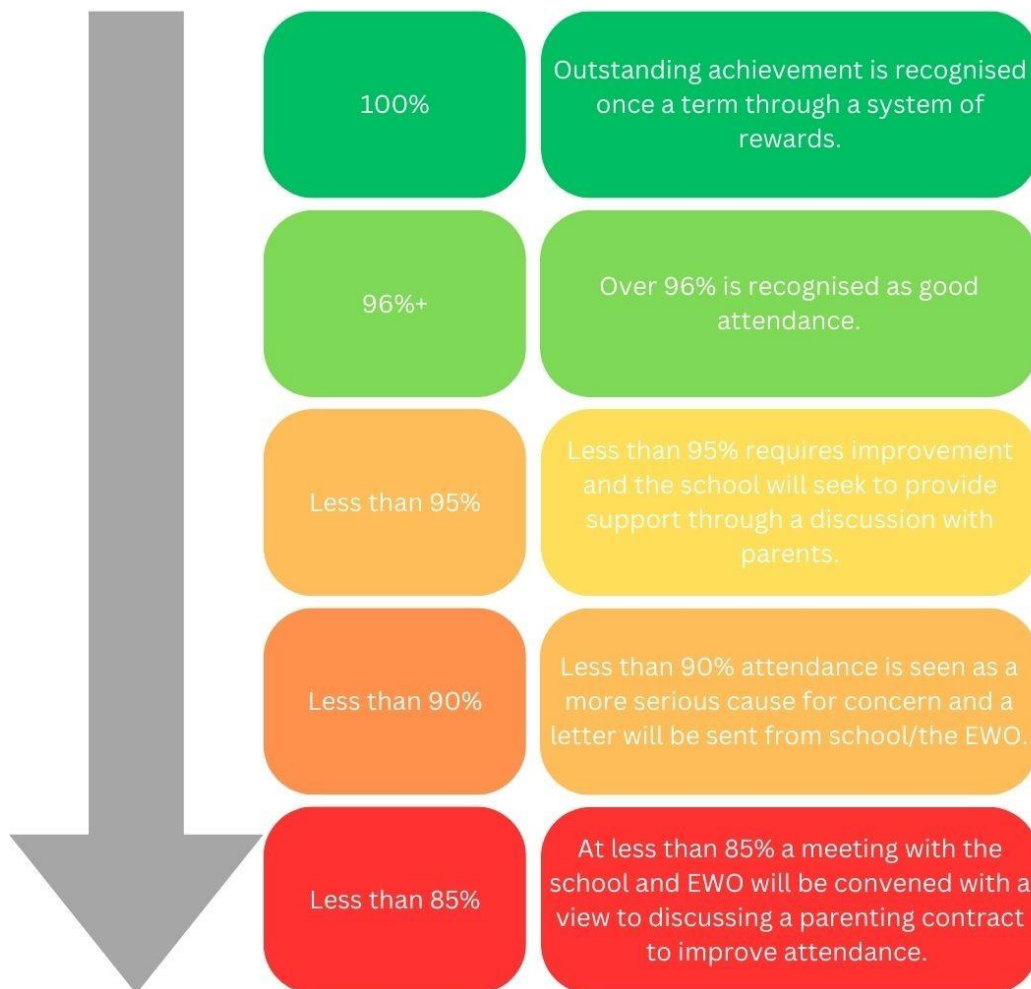 100%
Outstanding achievement is recognised
once a term through a system of
rewards.
96%+
Over 96% is recognised as good
attendance.
Less than 95%
Less than 95% requires improvement
and the school will seek to provide
support through a discussion with
parents.
Less than 90%
Less than 90% attendance is seen as a
more serious cause for concern and a
letter will be sent from school/the EWO.
Less than 85%
At less than 85% a meeting with the
school and EWO will be convened with a
view to discussing a parenting contract
to improve attendance.